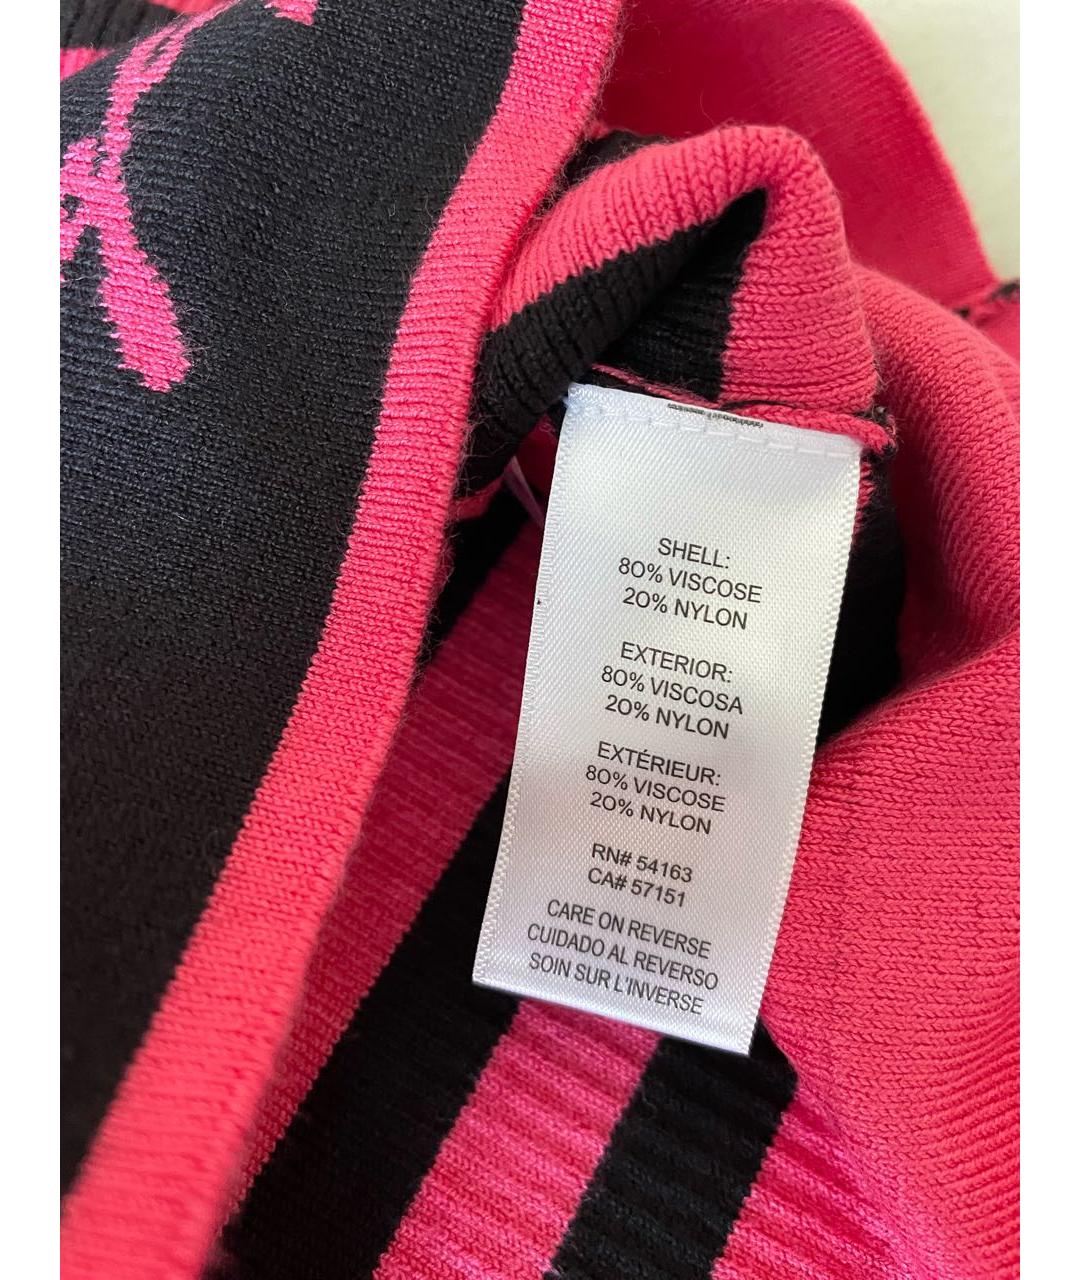 SHELL:
80% VISCOSE
20% NYLON
EXTERIOR:
80% VISCOSA
20% NYLON
EXTÉRIEUR:
80% VISCOSE
20% NYLON
RN# 54163
CA# 57151
CARE ON REVERSE
CUIDADO AL REVERSO
SOIN SUR L'INVERSE